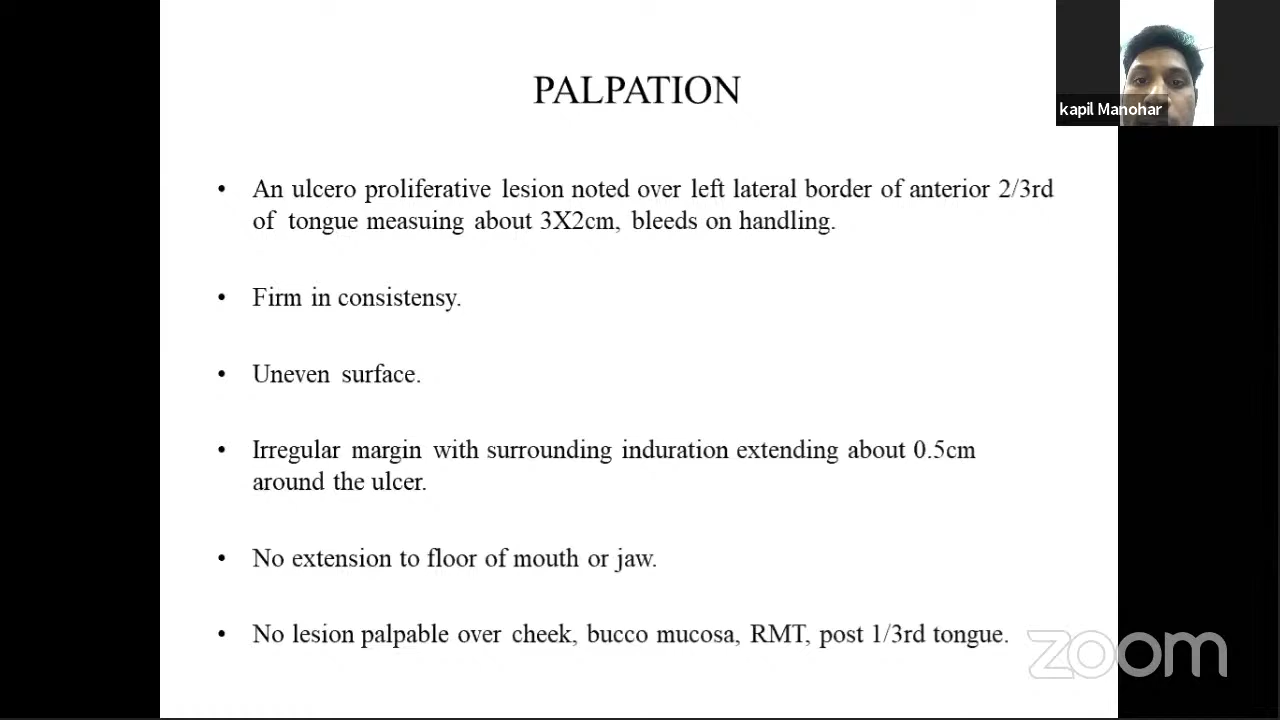 PALPATION
kapil Manohar
• An ulcero proliferative lesion noted over left lateral border of anterior 2/3rd
of tongue measuing about 3X2cm, bleeds on handling.
• Firm in consistensy.
• Uneven surface.
• Irregular margin with surrounding induration extending about 0.5cm
around the ulcer.
• No extension to floor of mouth or jaw.
• No lesion palpable over cheek, bucco mucosa, RMT, post 1/3rd tongue.
zoom